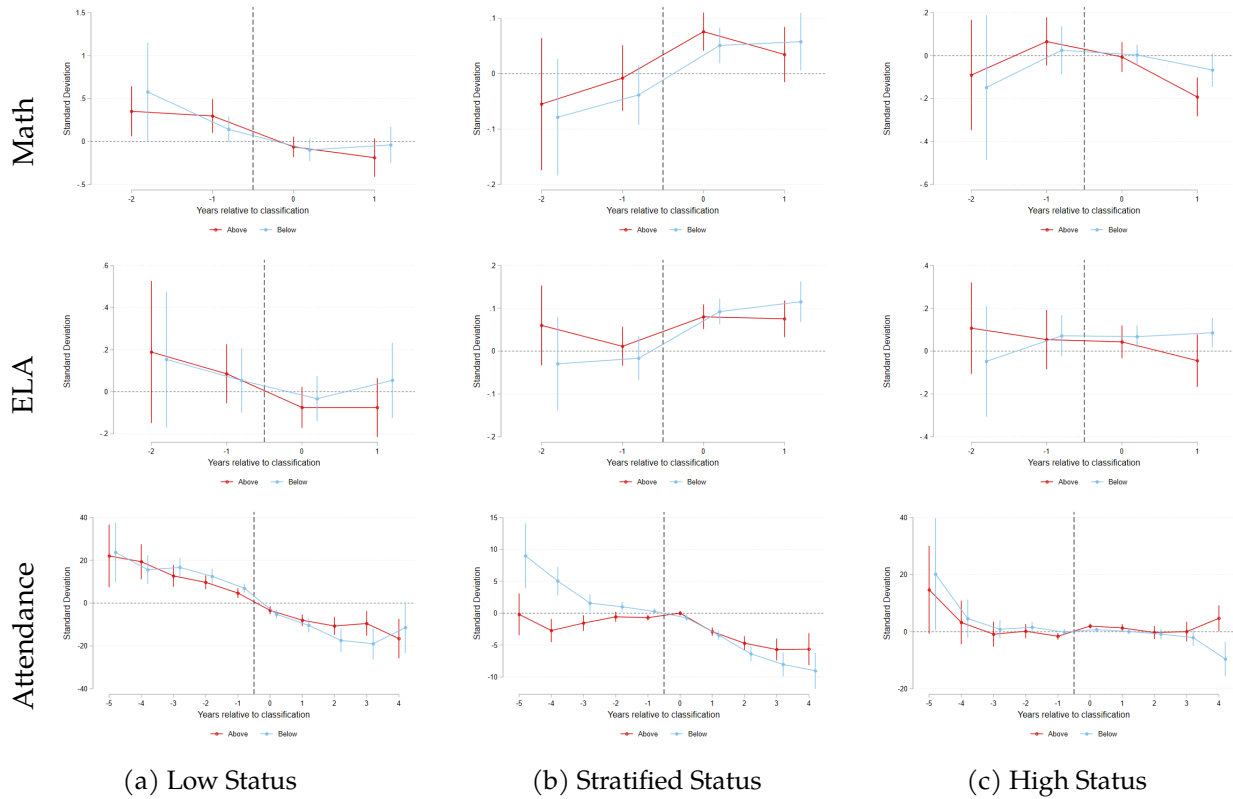 Math
Standard Deviation
1.5
1
.5
0
-.5
-2 -1 0 1
Years relative to classification
Above Below
Standard Deviation
.1
0
-.1
-.2
-2 -1 0 1
Years relative to classification
Above Below
Standard Deviation
.2
0
-.2
-.4
-.6
-2 -1 0 1
Years relative to classification
Above Below
ELA
Standard Deviation
.6
.4
.2
0
-.2
-2 -1 0 1
Years relative to classification
Above Below
Standard Deviation
.2
.1
0
-.1
-.2
-2 -1 0 1
Years relative to classification
Above Below
Standard Deviation
.4
.2
0
-.2
-.4
-2 -1 0 1
Years relative to classification
Above Below
Attendance
Standard Deviation
40
20
0
-20
-40
-5 -4 -3 -2 -1 0 1 2 3 4
Years relative to classification
Above Below
Standard Deviation
15
10
5
0
-5
-10
-5 -4 -3 -2 -1 0 1 2 3 4
Years relative to classification
Above Below
Standard Deviation
40
20
0
-20
-5 -4 -3 -2 -1 0 1 2 3 4
Years relative to classification
Above Below
(a) Low Status
(b) Stratified Status
(c) High Status